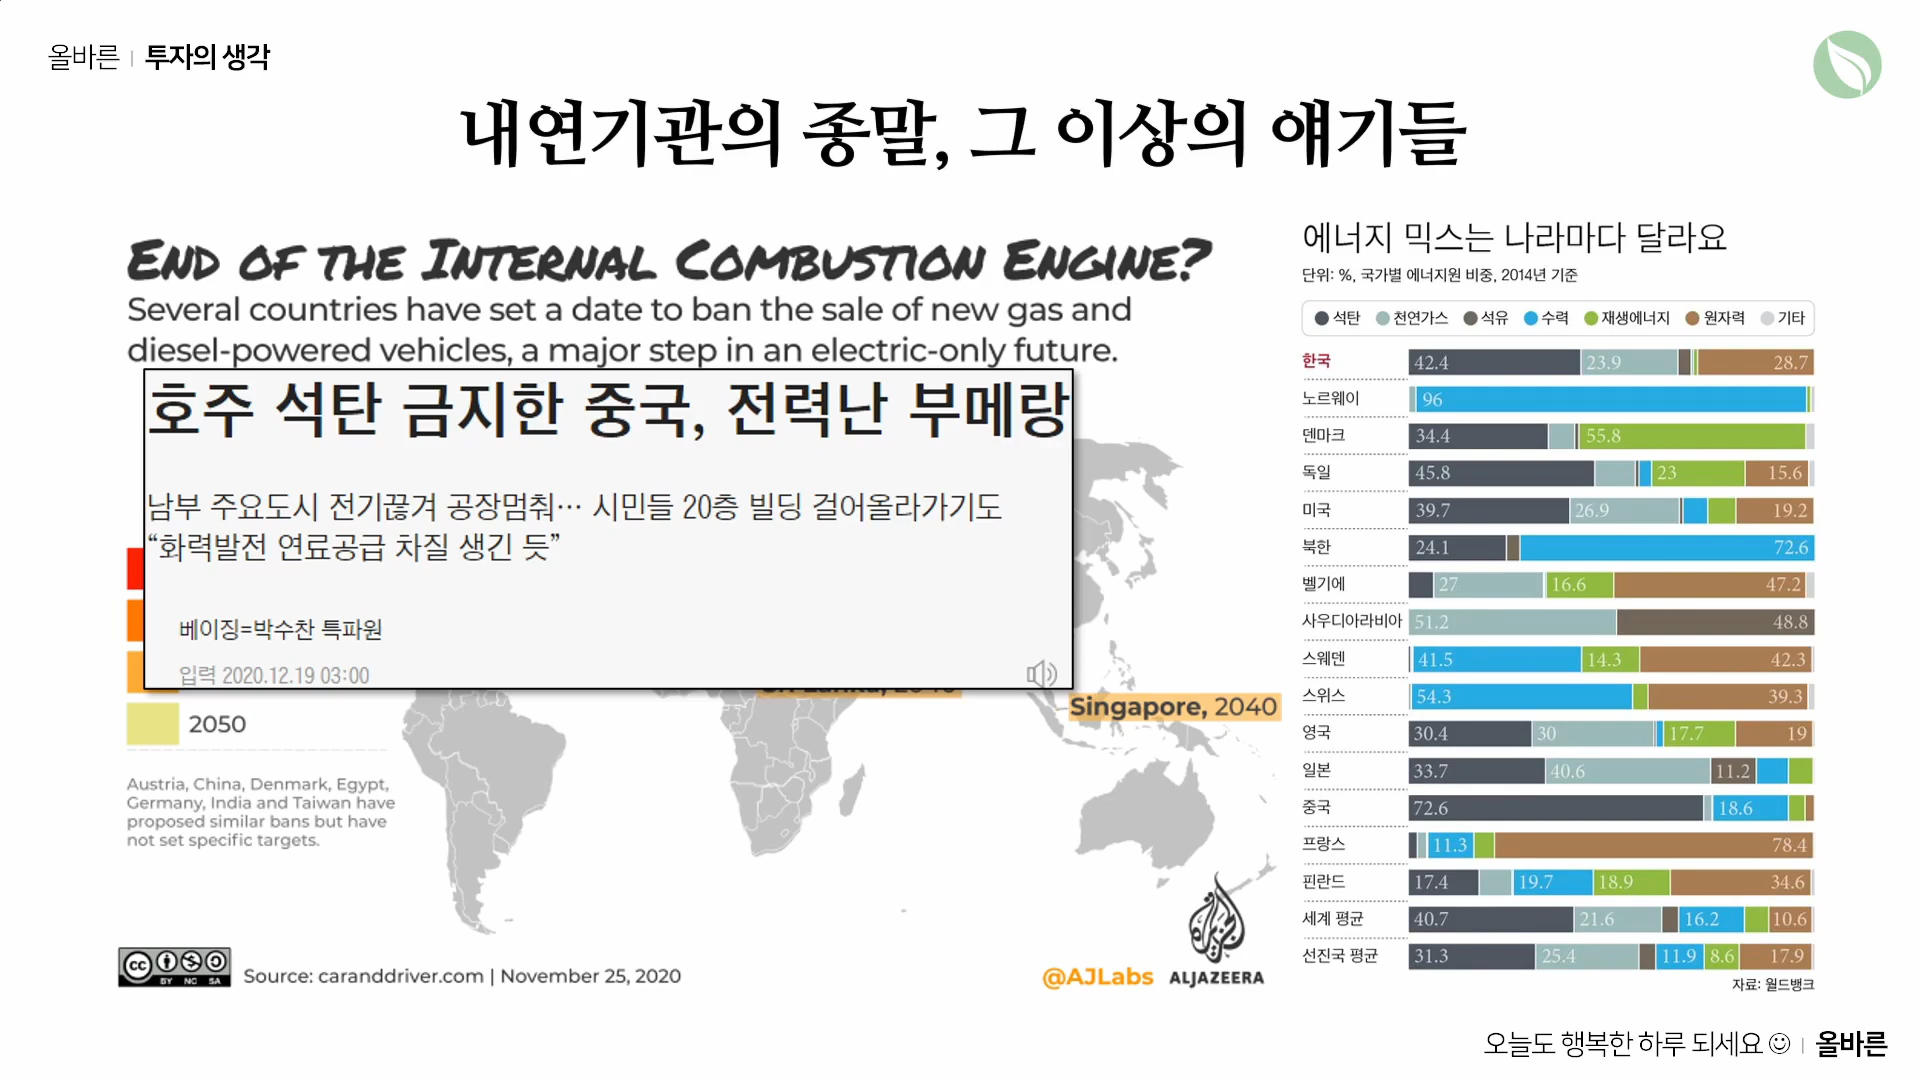 올바른 | 투자의 생각
내연기관의 종말, 그 이상의 얘기들
END OF THE INTERNAL COMBUSTION ENGINE?
Several countries have set a date to ban the sale of new gas and
diesel-powered vehicles, a major step in an electric-only future.
호주 석탄 금지한 중국, 전력난 부메랑
남부 주요도시 전기끊겨 공장멈춰… 시민들 20층 빌딩 걸어올라가기도
“화력발전 연료공급 차질 생긴 듯”
베이징=박수찬 특파원
입력 2020.12.19 03:00
Singapore, 2040
2050
Austria, China, Denmark, Egypt,
Germany, India and Taiwan have
proposed similar bans but have
not set specific targets.
cc BY NC SA
Source: caranddriver.com | November 25, 2020
@AJLabs
ALJAZEERA
에너지 믹스는 나라마다 달라요
단위: %, 국가별 에너지원 비중, 2014년 기준
석탄 천연가스 석유 수력 재생에너지 원자력 기타
한국 42.4 23.9 28.7
노르웨이 96
덴마크 34.4 55.8
독일 45.8 23 15.6
미국 39.7 26.9 19.2
북한 24.1 72.6
벨기에 27 16.6 47.2
사우디아라비아 51.2 48.8
스웨덴 41.5 14.3 42.3
스위스 54.3 39.3
영국 30.4 30 17.7 19
일본 33.7 40.6 11.2
중국 72.6 18.6
프랑스 11.3 78.4
핀란드 17.4 19.7 18.9 34.6
세계 평균 40.7 21.6 16.2 10.6
선진국 평균 31.3 25.4 11.9 8.6 17.9
자료: 월드뱅크
오늘도 행복한 하루 되세요 ☺ | 올바른